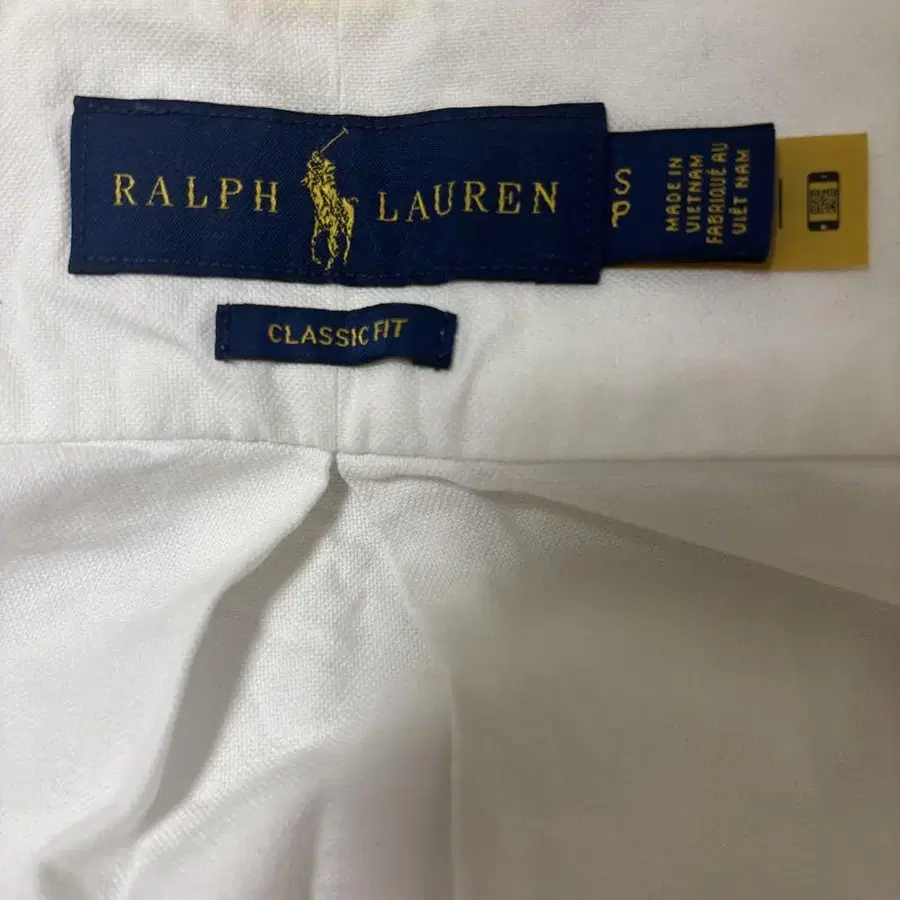 RALPH LAUREN
S
P
MADE IN
VIETNAM
FABRIQUÉ AU
VIÊT NAM
CLASSIC FIT